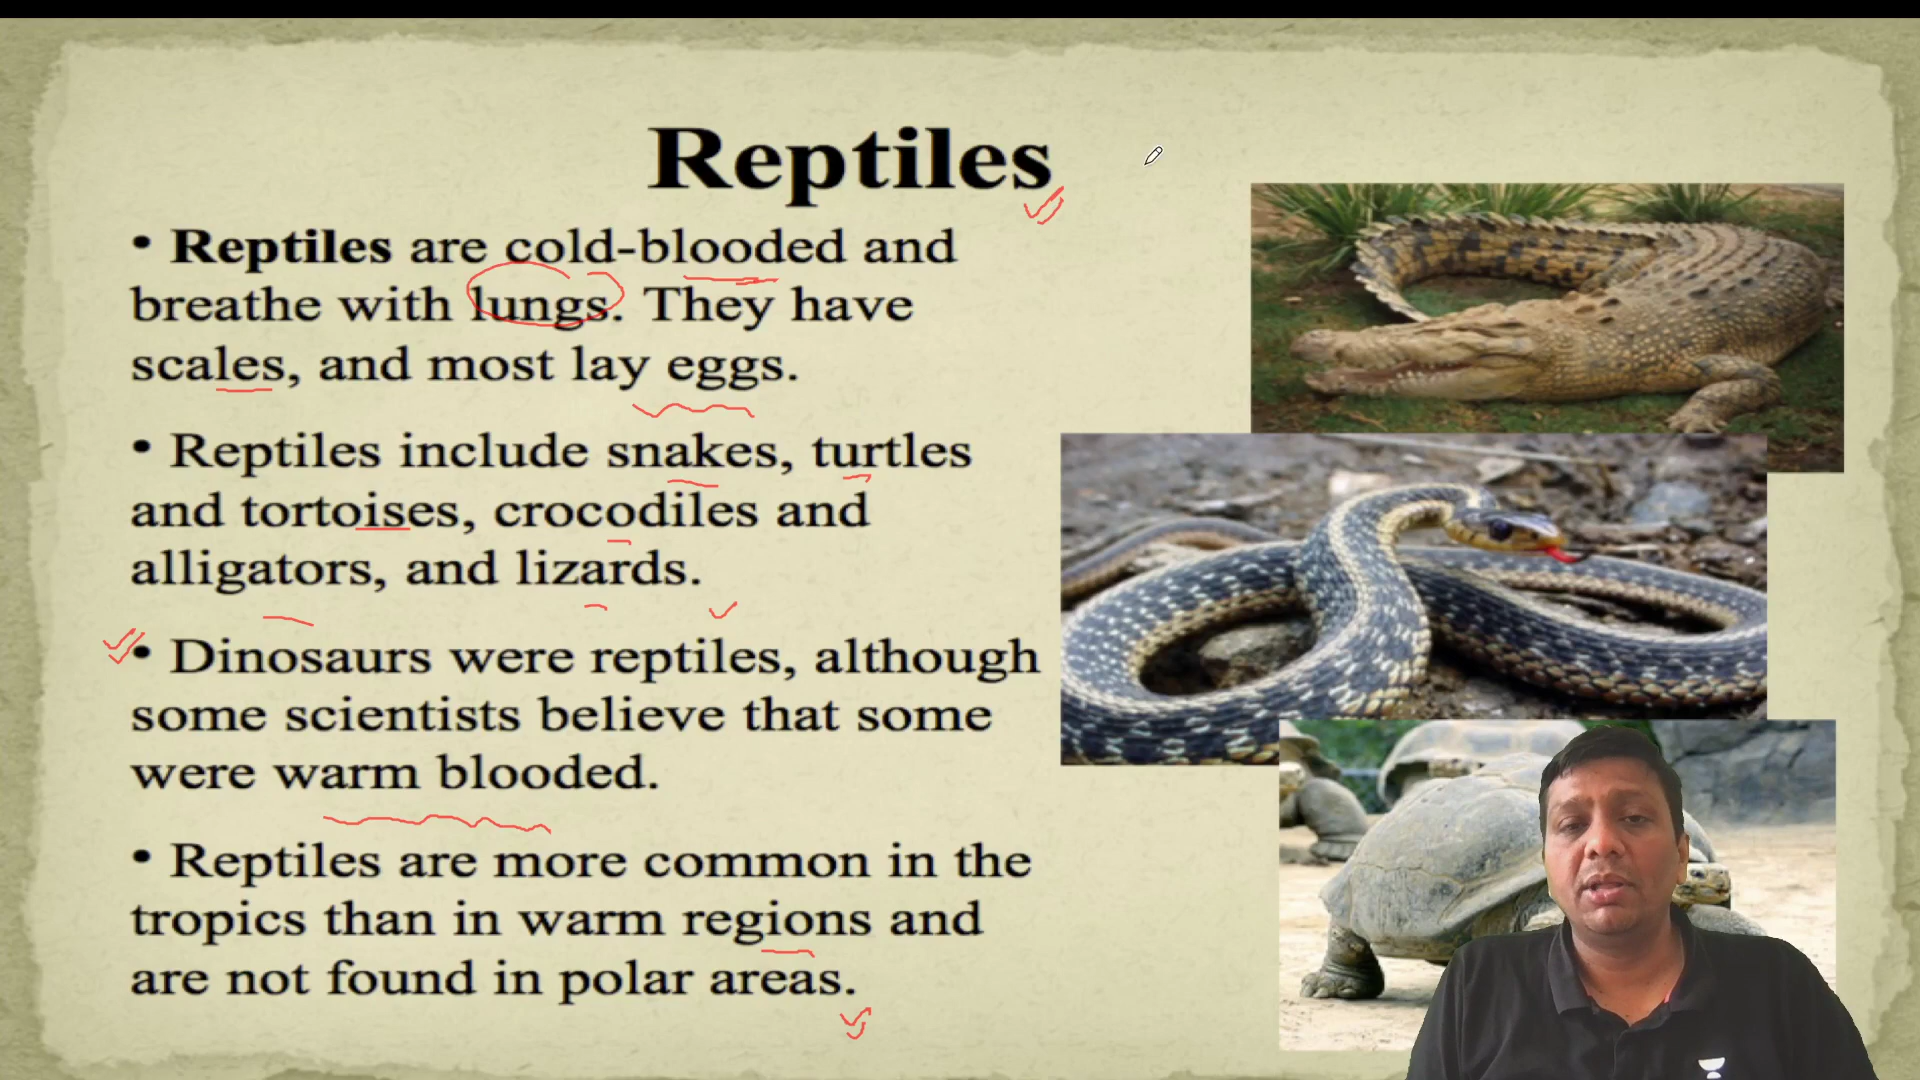 Reptiles
• Reptiles are cold-blooded and
breathe with lungs. They have
scales, and most lay eggs.
• Reptiles include snakes, turtles
and tortoises, crocodiles and
alligators, and lizards.
• Dinosaurs were reptiles, although
some scientists believe that some
were warm blooded.
• Reptiles are more common in the
tropics than in warm regions and
are not found in polar areas.